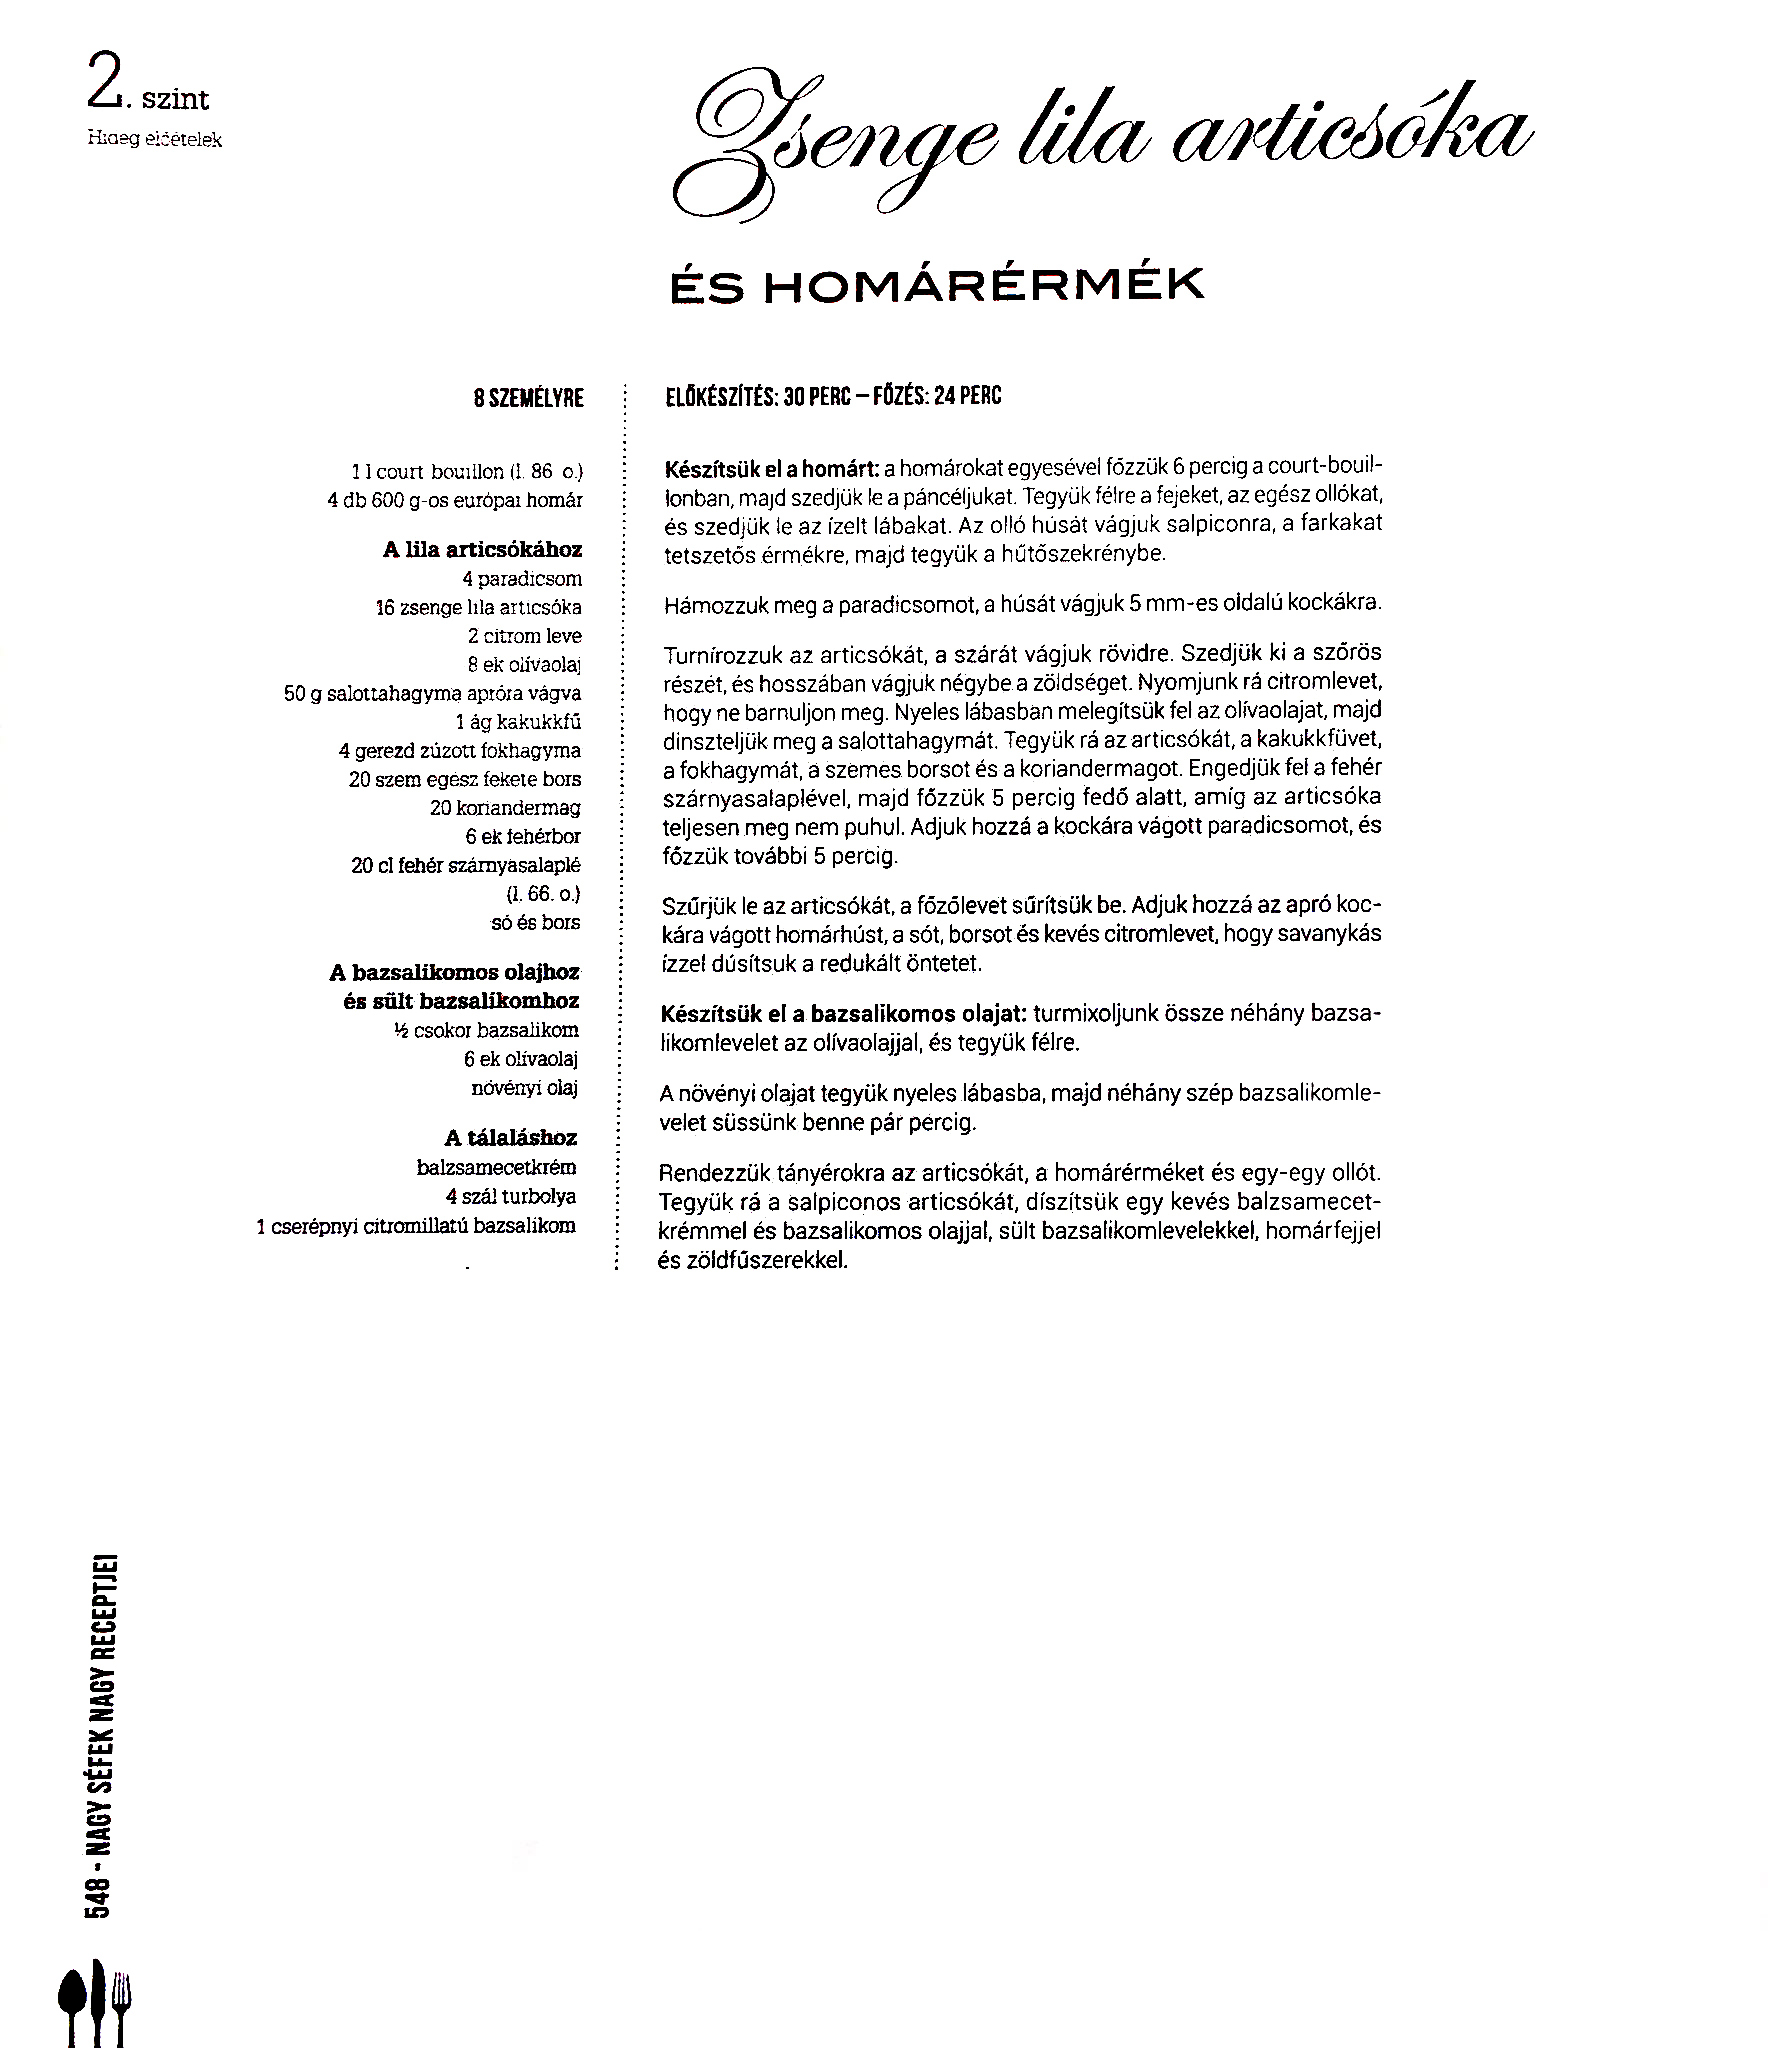 2. szint
Hideg előételek
Zsenge lila articsóka
ÉS HOMÁRÉRMÉK
8 SZEMÉLYRE
1 l court bouillon (l. 86 o.)
4 db 600 g-os európai homár
A lila articsókához
4 paradicsom
16 zsenge lila articsóka
2 citrom leve
8 ek olívaolaj
50 g salottahagyma apróra vágva
1 ág kakukkfű
4 gerezd zúzott fokhagyma
20 szem egész fekete bors
20 koriandermag
6 ek fehérbor
20 cl fehér szárnyasalaplé
(l. 66. o.)
só és bors
A bazsalikomos olajhoz
és sült bazsalikomhoz
½ csokor bazsalikom
6 ek olívaolaj
növényi olaj
A tálaláshoz
balzsamecetkrém
4 szál turbolya
1 cserépnyi citromillatú bazsalikom
ELŐKÉSZÍTÉS: 30 PERC – FŐZÉS: 24 PERC
Készítsük el a homárt: a homárokat egyesével főzzük 6 percig a court-bouil-
lonban, majd szedjük le a páncéljukat. Tegyük félre a fejeket, az egész ollókat,
és szedjük le az ízelt lábakat. Az olló húsát vágjuk salpiconra, a farkakat
tetszetős érmékre, majd tegyük a hűtőszekrénybe.
Hámozzuk meg a paradicsomot, a húsát vágjuk 5 mm-es oldalú kockákra.
Turnírozzuk az articsókát, a szárát vágjuk rövidre. Szedjük ki a szőrös
részét, és hosszában vágjuk négybe a zöldséget. Nyomjunk rá citromlevet,
hogy ne barnuljon meg. Nyeles lábasban melegítsük fel az olívaolajat, majd
dinszteljük meg a salottahagymát. Tegyük rá az articsókát, a kakukkfüvet,
a fokhagymát, a szemes borsot és a koriandermagot. Engedjük fel a fehér
szárnyasalaplével, majd főzzük 5 percig fedő alatt, amíg az articsóka
teljesen meg nem puhul. Adjuk hozzá a kockára vágott paradicsomot, és
főzzük további 5 percig.
Szűrjük le az articsókát, a főzőlevet sűrítsük be. Adjuk hozzá az apró koc-
kára vágott homárhúst, a sót, borsot és kevés citromlevet, hogy savanykás
ízzel dúsítsuk a redukált öntetet.
Készítsük el a bazsalikomos olajat: turmixoljunk össze néhány bazsa-
likomlevelet az olívaolajjal, és tegyük félre.
A növényi olajat tegyük nyeles lábasba, majd néhány szép bazsalikomle-
velet süssünk benne pár percig.
Rendezzük tányérokra az articsókát, a homárérméket és egy-egy ollót.
Tegyük rá a salpiconos articsókát, díszítsük egy kevés balzsamecet-
krémmel és bazsalikomos olajjal, sült bazsalikomlevelekkel, homárfejjel
és zöldfűszerekkel.
548 - NAGY SÉFEK NAGY RECEPTJEI